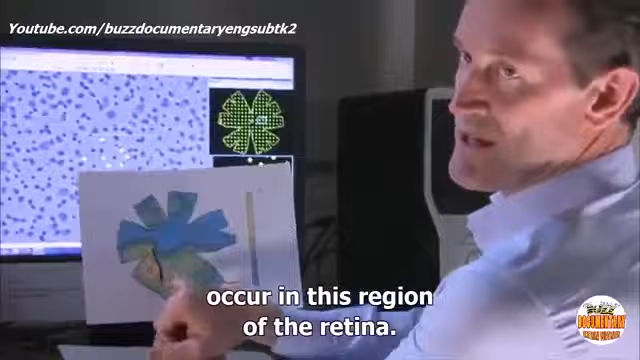 Youtube.com/buzzdocumentaryengsubtk2
occur in this region
of the retina.
DOCUMENTARY